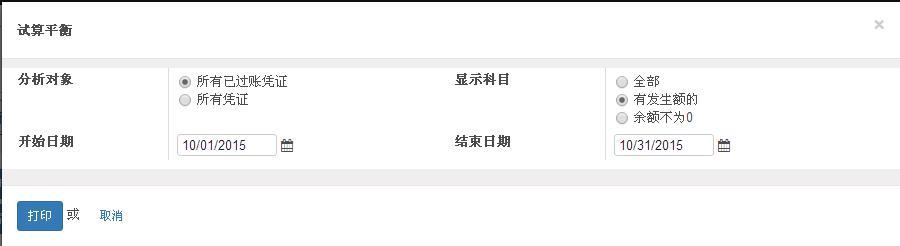 试算平衡 ×
分析对象 所有已过账凭证 显示科目 全部
所有凭证 有发生额的
余额不为0
开始日期 10/01/2015 结束日期 10/31/2015
打印 或 取消